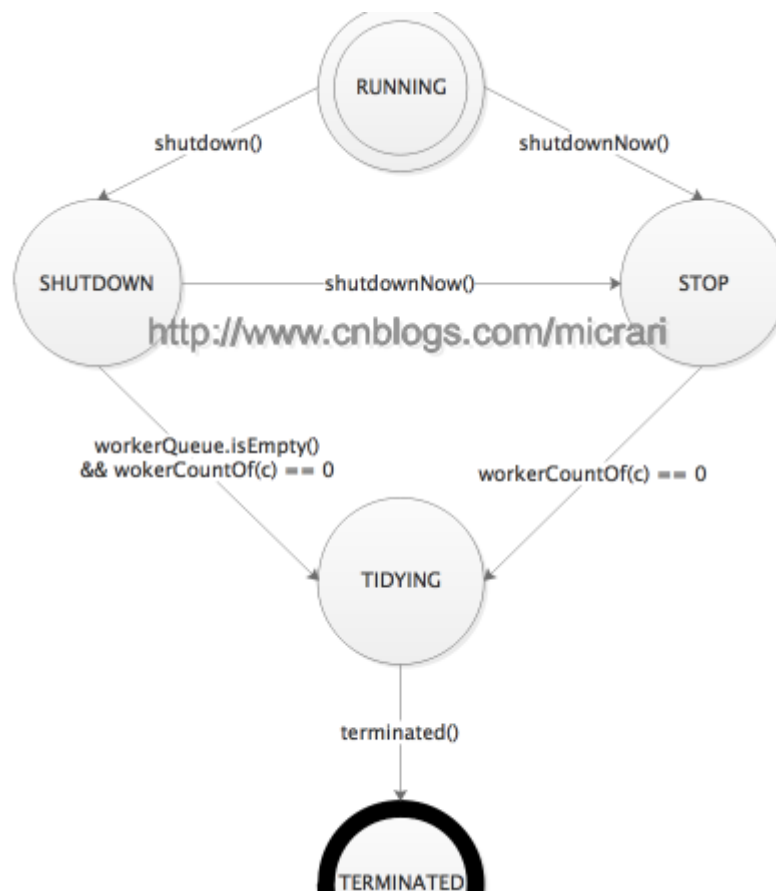 RUNNING
shutdown()
shutdownNow()
SHUTDOWN
shutdownNow()
STOP
http://www.cnblogs.com/micrari
workerQueue.isEmpty()
&& wokerCountOf(c) == 0
workerCountOf(c) == 0
TIDYING
terminated()
TERMINATED